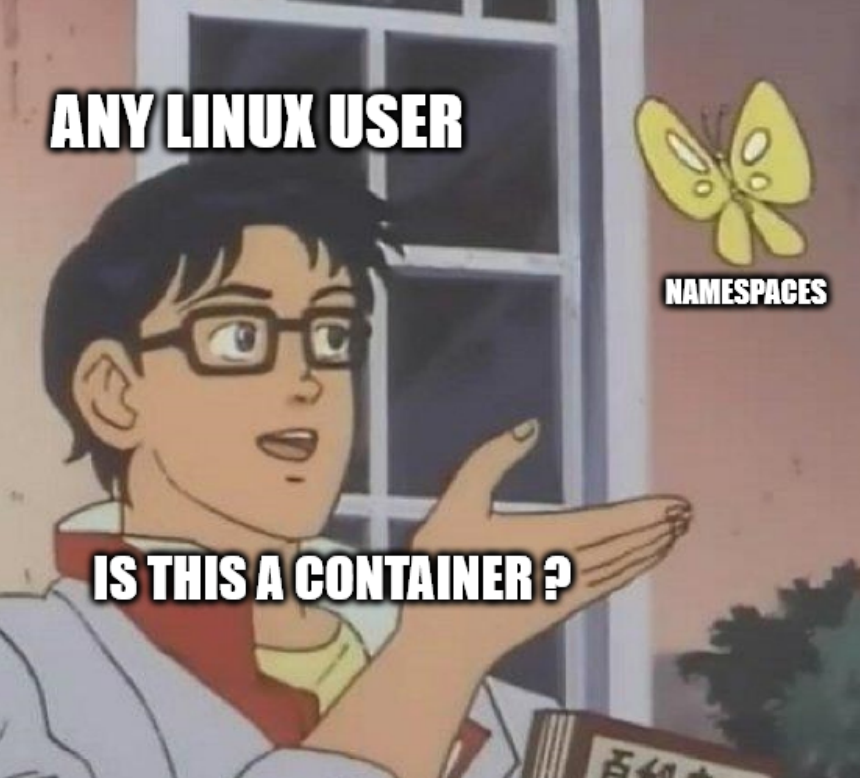 ANY LINUX USER
NAMESPACES
IS THIS A CONTAINER ?